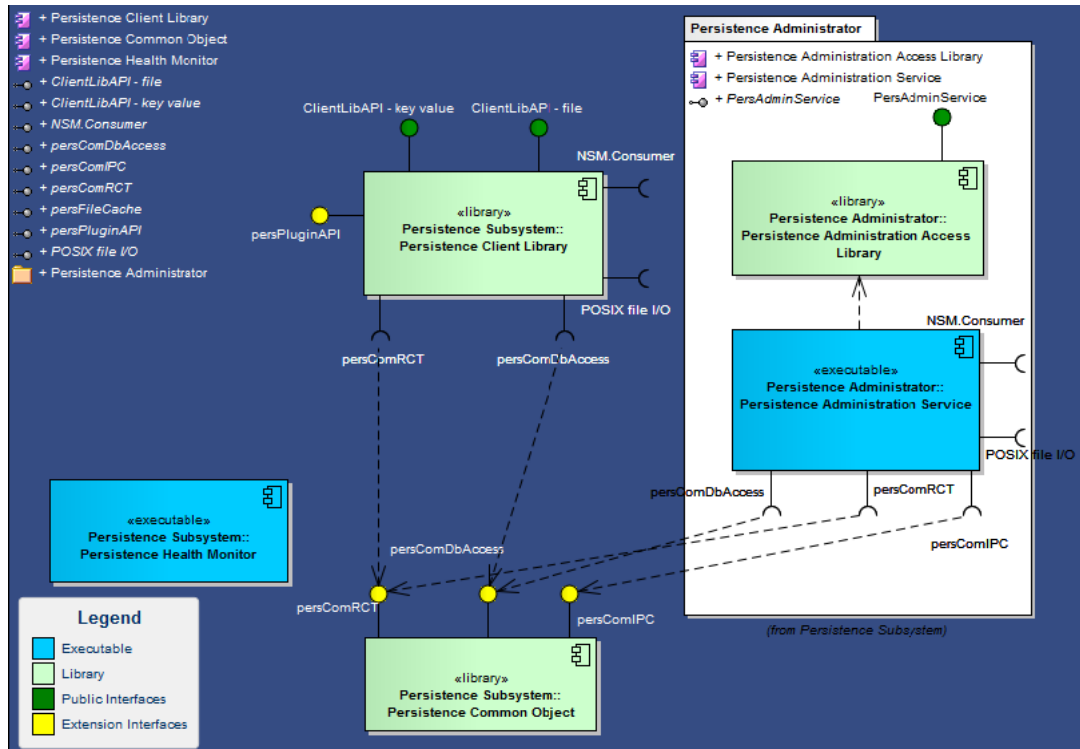 + Persistence Client Library
+ Persistence Common Object
+ Persistence Health Monitor
+ ClientLibAPI - file
+ ClientLibAPI - key value
+ NSM.Consumer
+ persComDbAccess
+ persComIPC
+ persComRCT
+ persFileCache
+ persPluginAPI
+ POSIX file I/O
+ Persistence Administrator
ClientLibAPI - key value
ClientLibAPI - file
NSM.Consumer
«library»
Persistence Subsystem::
Persistence Client Library
persPluginAPI
POSIX file I/O
persComRCT
persComDbAccess
Persistence Administrator
+ Persistence Administration Access Library
+ Persistence Administration Service
+ PersAdminService
PersAdminService
«library»
Persistence Administrator::
Persistence Administration Access
Library
NSM.Consumer
«executable»
Persistence Administrator::
Persistence Administration Service
POSIX file I/O
persComDbAccess
persComRCT
persComIPC
(from Persistence Subsystem)
«executable»
Persistence Subsystem::
Persistence Health Monitor
persComDbAccess
persComRCT
persComIPC
«library»
Persistence Subsystem::
Persistence Common Object
Legend
Executable
Library
Public Interfaces
Extension Interfaces